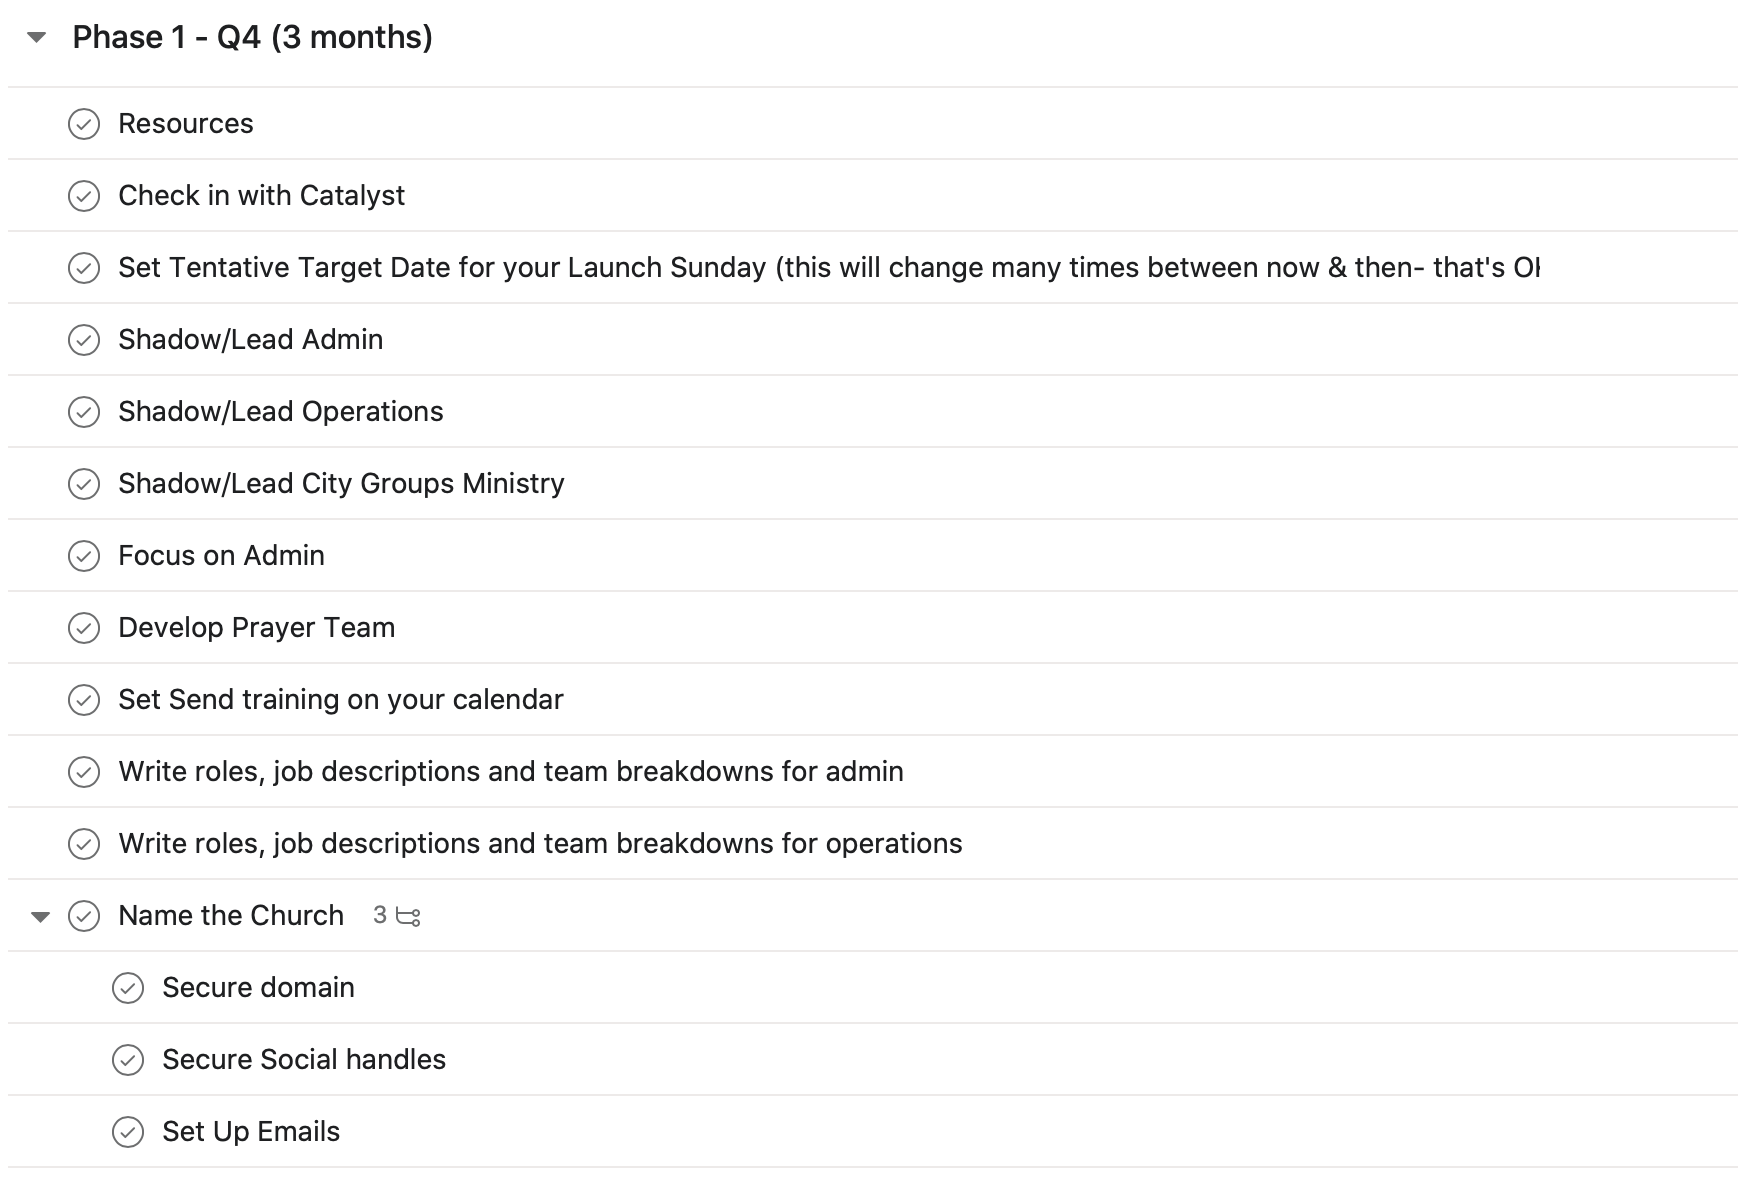 Phase 1 - Q4 (3 months)
Resources
Check in with Catalyst
Set Tentative Target Date for your Launch Sunday (this will change many times between now & then- that's
Shadow/Lead Admin
Shadow/Lead Operations
Shadow/Lead City Groups Ministry
Focus on Admin
Develop Prayer Team
Set Send training on your calendar
Write roles, job descriptions and team breakdowns for admin
Write roles, job descriptions and team breakdowns for operations
Name the Church 3
Secure domain
Secure Social handles
Set Up Emails